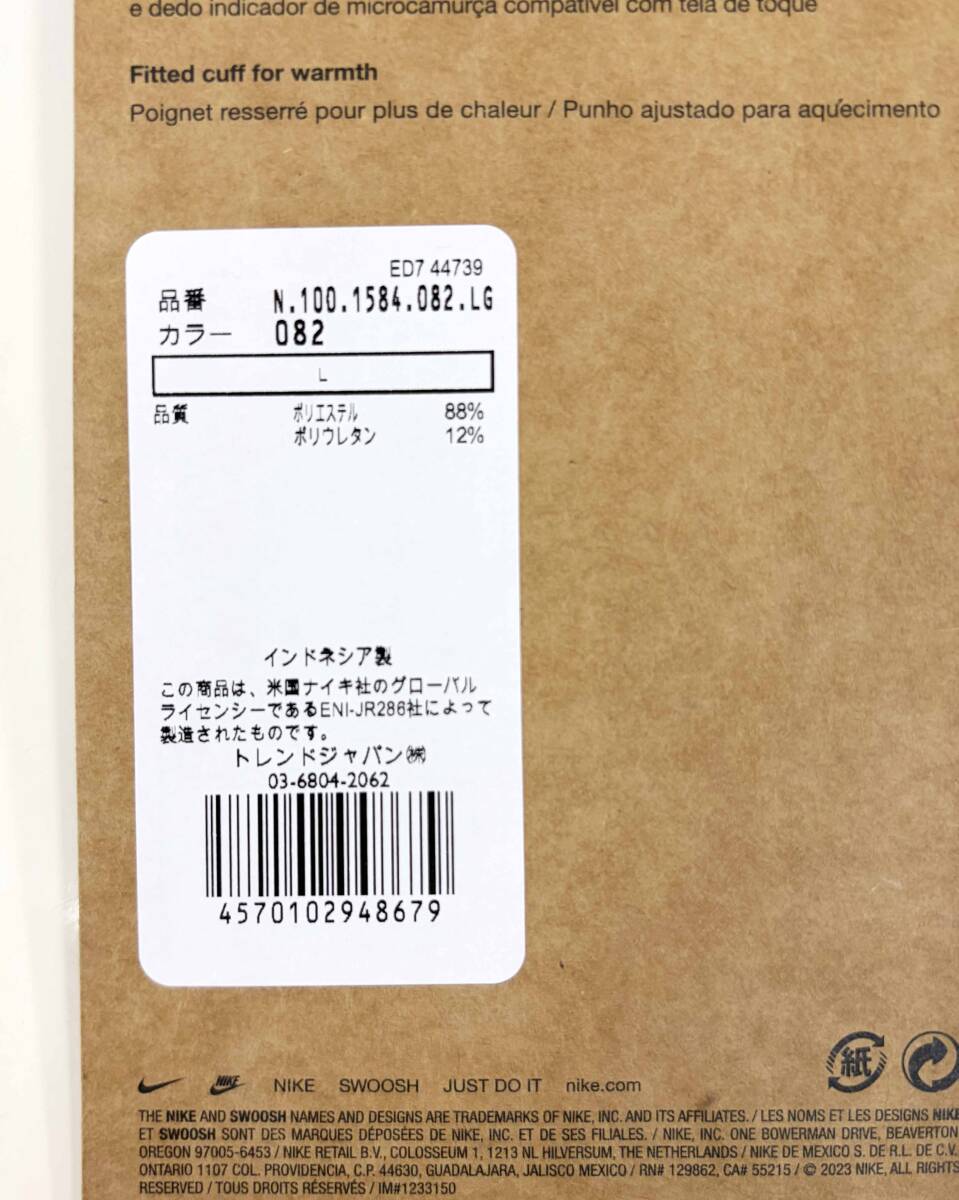 e dedo indicador de microcamurça compatível com tela de toque
Fitted cuff for warmth
Poignet resserré pour plus de chaleur / Punho ajustado para aquecimento
ED7 44739
品番 N.100.1584.082.LG
カラー 082
L
品質 ポリエステル 88%
ポリウレタン 12%
インドネシア製
この商品は、米国ナイキ社のグローバル
ライセンシーであるENI-JR286社によって
製造されたものです。
トレンドジャパン㈱
03-6804-2062
4570102948679
紙
NIKE NIKE SWOOSH JUST DO IT nike.com
THE NIKE AND SWOOSH NAMES AND DESIGNS ARE TRADEMARKS OF NIKE, INC. AND ITS AFFILIATES. / LES NOMS ET LES DESIGNS NIKE
ET SWOOSH SONT DES MARQUES DÉPOSÉES DE NIKE, INC. ET DE SES FILIALES. / NIKE, INC. ONE BOWERMAN DRIVE, BEAVERTON
OREGON 97005-6453 / NIKE RETAIL B.V., COLOSSEUM 1, 1213 NL HILVERSUM, THE NETHERLANDS / NIKE DE MEXICO S. DE R.L. DE C.V.
ONTARIO 1107 COL. PROVIDENCIA, C.P. 44630, GUADALAJARA, JALISCO MEXICO / RN# 129862, CA# 55215 / © 2023 NIKE, ALL RIGHTS
RESERVED / TOUS DROITS RÉSERVÉS / IM#1233150